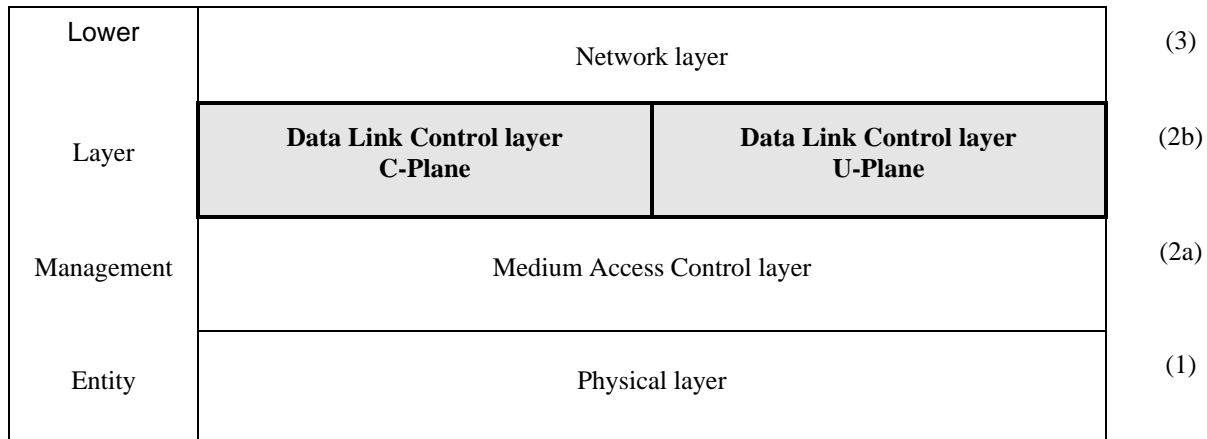 Lower
Network layer
(3)
Layer
Data Link Control layer
C-Plane
Data Link Control layer
U-Plane
(2b)
Management
Medium Access Control layer
(2a)
Entity
Physical layer
(1)